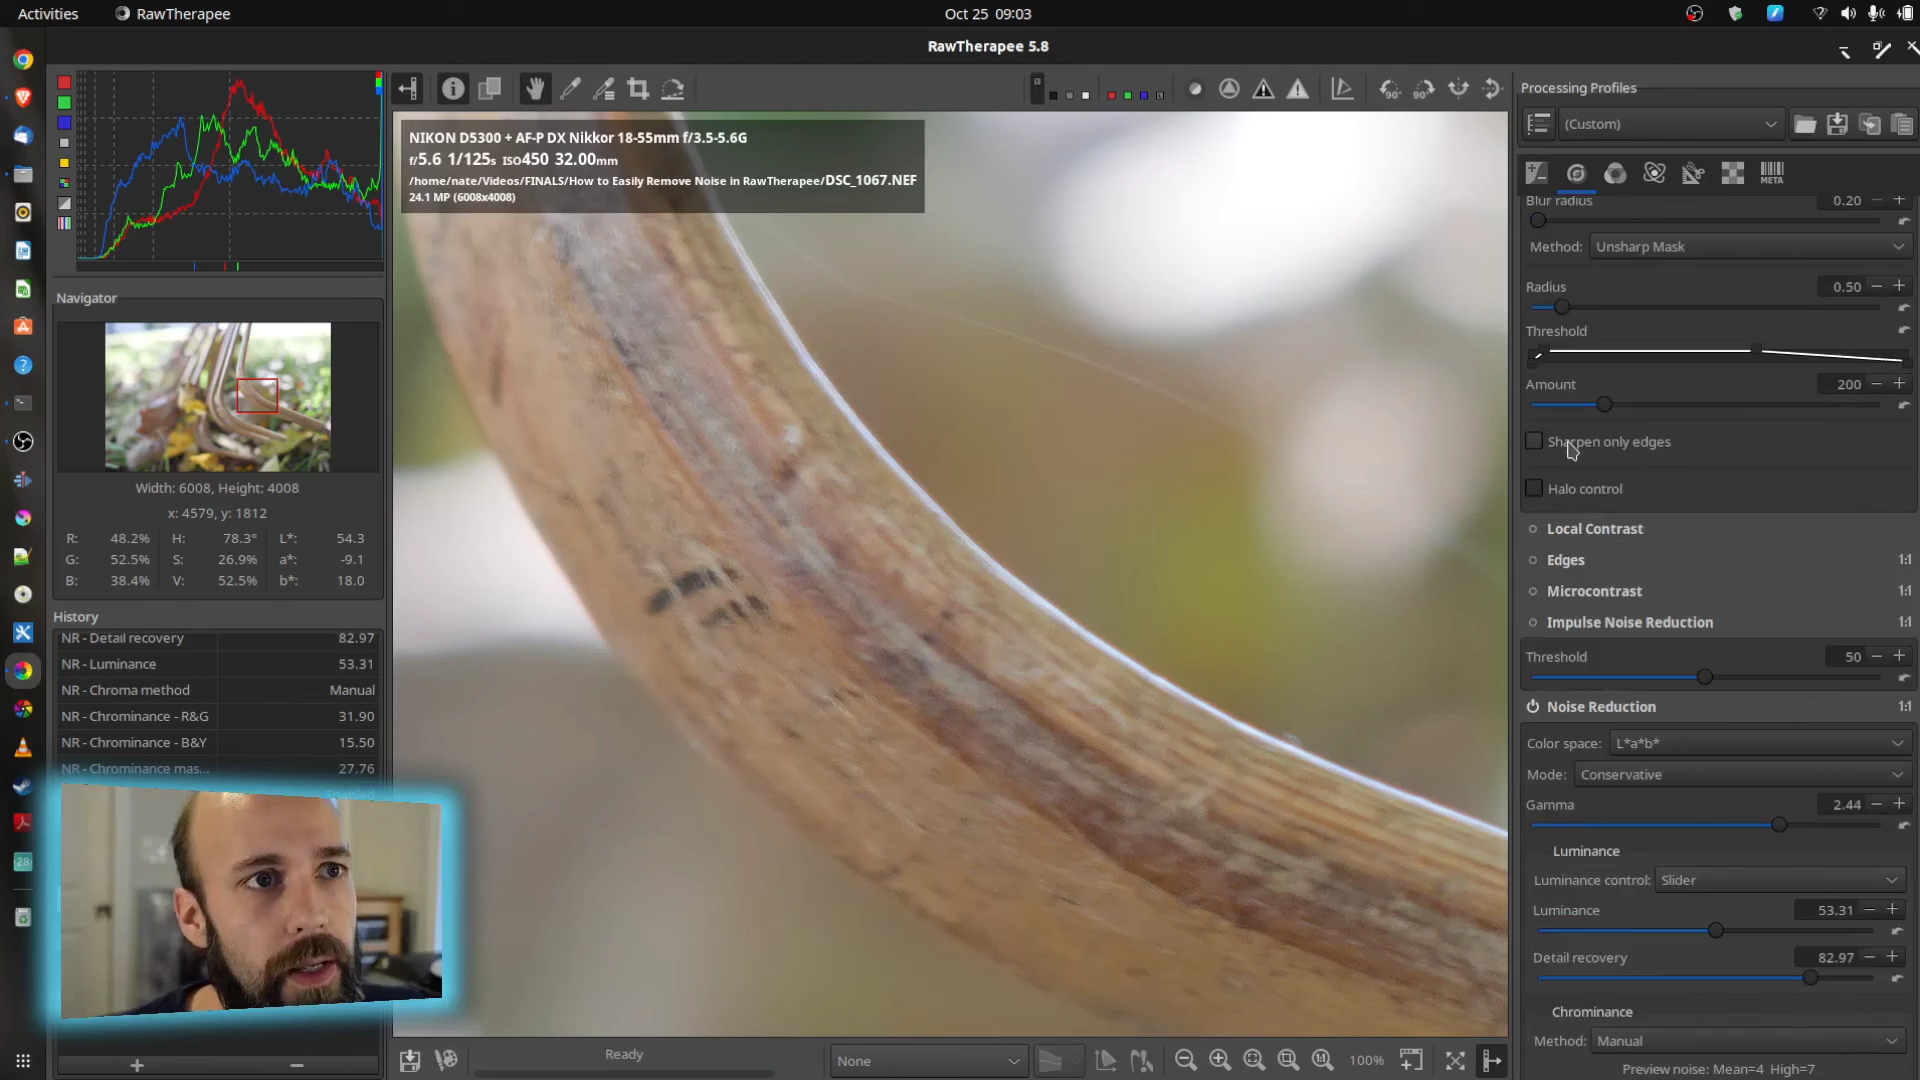 Activities
RawTherapee
Oct 25 09:03
RawTherapee 5.8
NIKON D5300 + AF-P DX Nikkor 18-55mm f/3.5-5.6G
f/5.6 1/125s ISO450 32.00mm
/home/nate/Videos/FINALS/How to Easily Remove Noise in RawTherapee/DSC_1067.NEF
24.1 MP (6008x4008)
Navigator
Width: 6008, Height: 4008
x: 4579, y: 1812
R: 48.2% H: 78.3° L*: 54.3
G: 52.5% S: 26.9% a*: -9.1
B: 38.4% V: 52.5% b*: 18.0
History
NR - Detail recovery 82.97
NR - Luminance 53.31
NR - Chroma method Manual
NR - Chrominance - R&G 31.90
NR - Chrominance - B&Y 15.50
NR - Chrominance mas... 27.76
Enabled
Ready
None
100%
Processing Profiles
(Custom)
META
Blur radius 0.20
Method: Unsharp Mask
Radius 0.50
Threshold
Amount 200
Sharpen only edges
Halo control
Local Contrast
Edges 1:1
Microcontrast 1:1
Impulse Noise Reduction 1:1
Threshold 50
Noise Reduction 1:1
Color space: L*a*b*
Mode: Conservative
Gamma 2.44
Luminance
Luminance control: Slider
Luminance 53.31
Detail recovery 82.97
Chrominance
Method: Manual
Preview noise: Mean=4 High=7